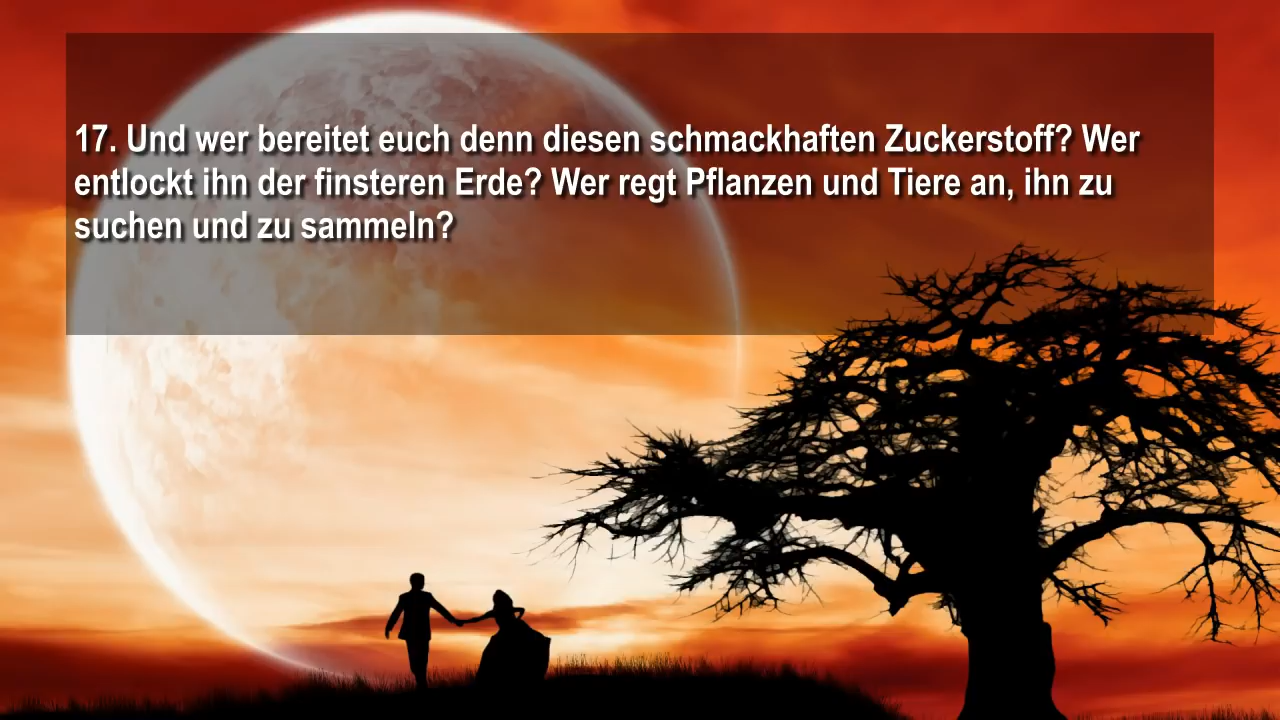 17. Und wer bereitet euch denn diesen schmackhaften Zuckerstoff? Wer
entlockt ihn der finsteren Erde? Wer regt Pflanzen und Tiere an, ihn zu
suchen und zu sammeln?